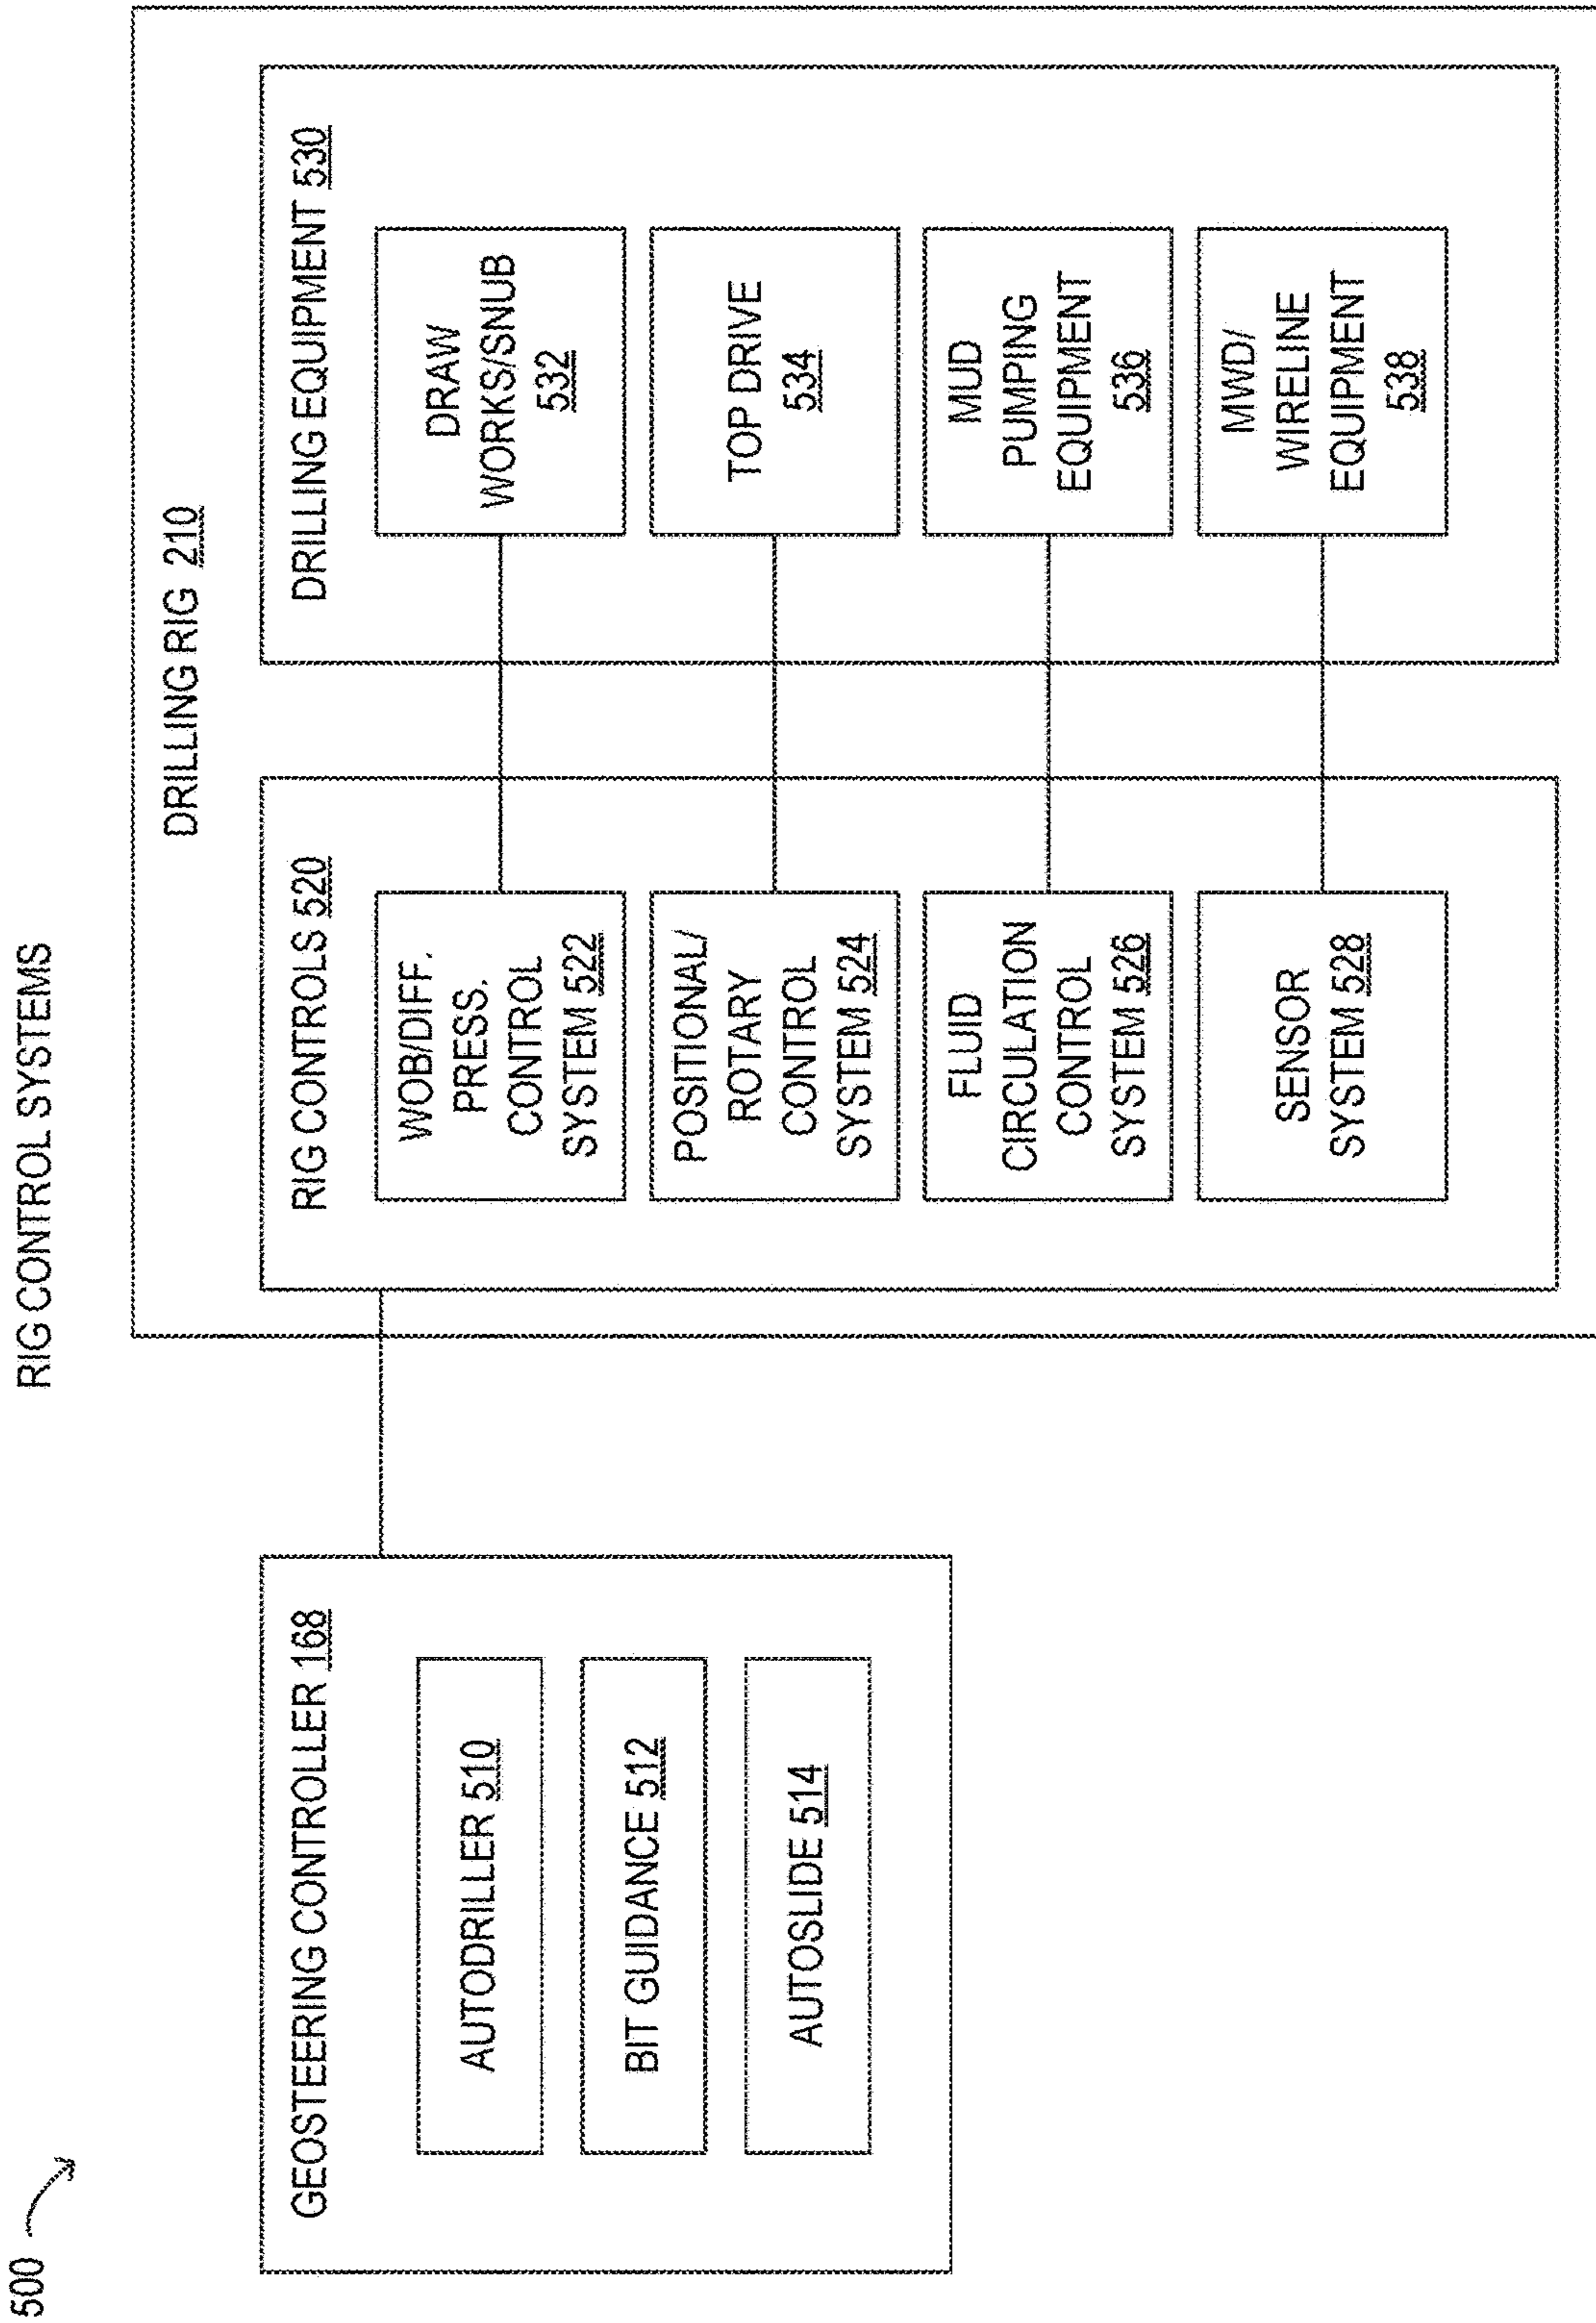 500
RIG CONTROL SYSTEMS
GEOSTEERING CONTROLLER 168
AUTODRILLER 510
BIT GUIDANCE 512
AUTOSLIDE 514
DRILLING RIG 210
RIG CONTROLS 520
WOB/DIFF.
PRESS.
CONTROL
SYSTEM 522
POSITIONAL/
ROTARY
CONTROL
SYSTEM 524
FLUID
CIRCULATION
CONTROL
SYSTEM 526
SENSOR
SYSTEM 528
DRILLING EQUIPMENT 530
DRAW
WORKS/SNUB
532
TOP DRIVE
534
MUD
PUMPING
EQUIPMENT
536
MWD/
WIRELINE
EQUIPMENT
538